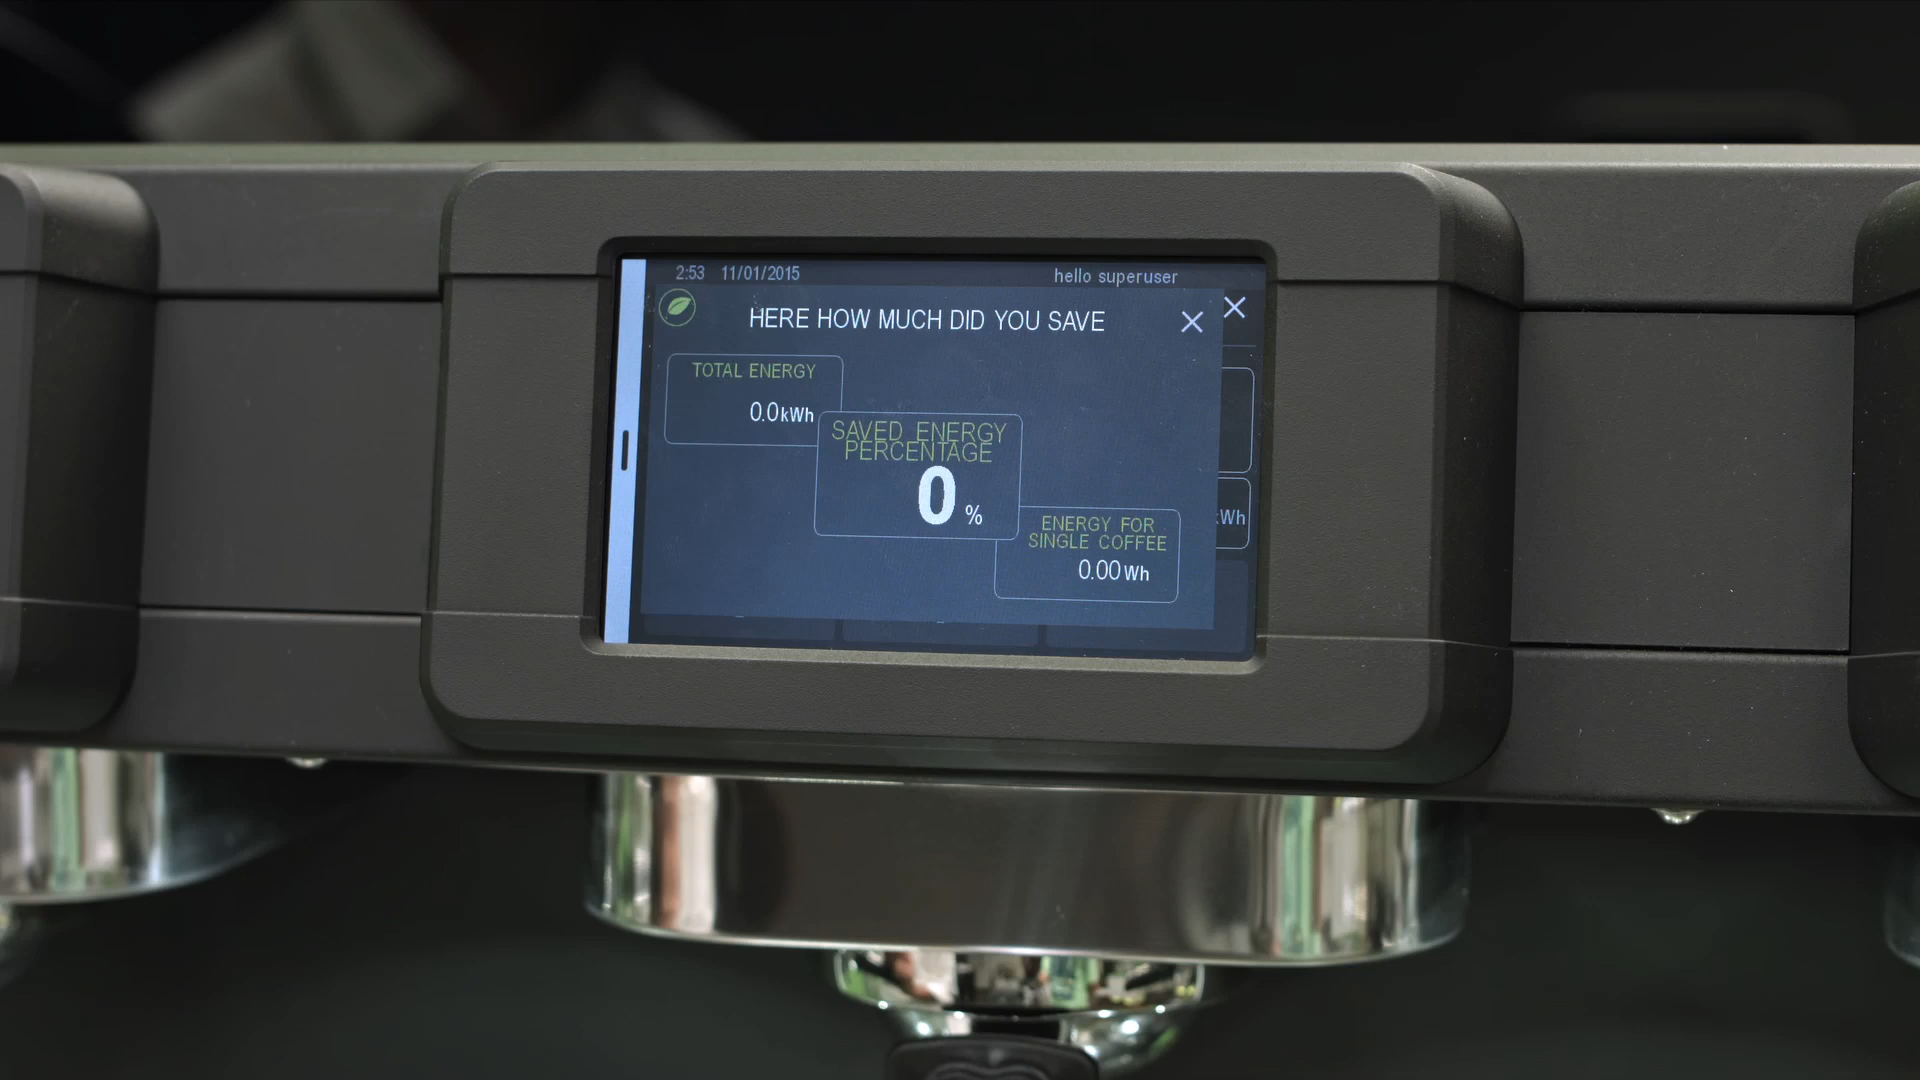 2:53 11/01/2015 hello superuser
HERE HOW MUCH DID YOU SAVE
TOTAL ENERGY
0.0kWh
SAVED ENERGY
PERCENTAGE
0 %
ENERGY FOR
SINGLE COFFEE
0.00Wh
Wh